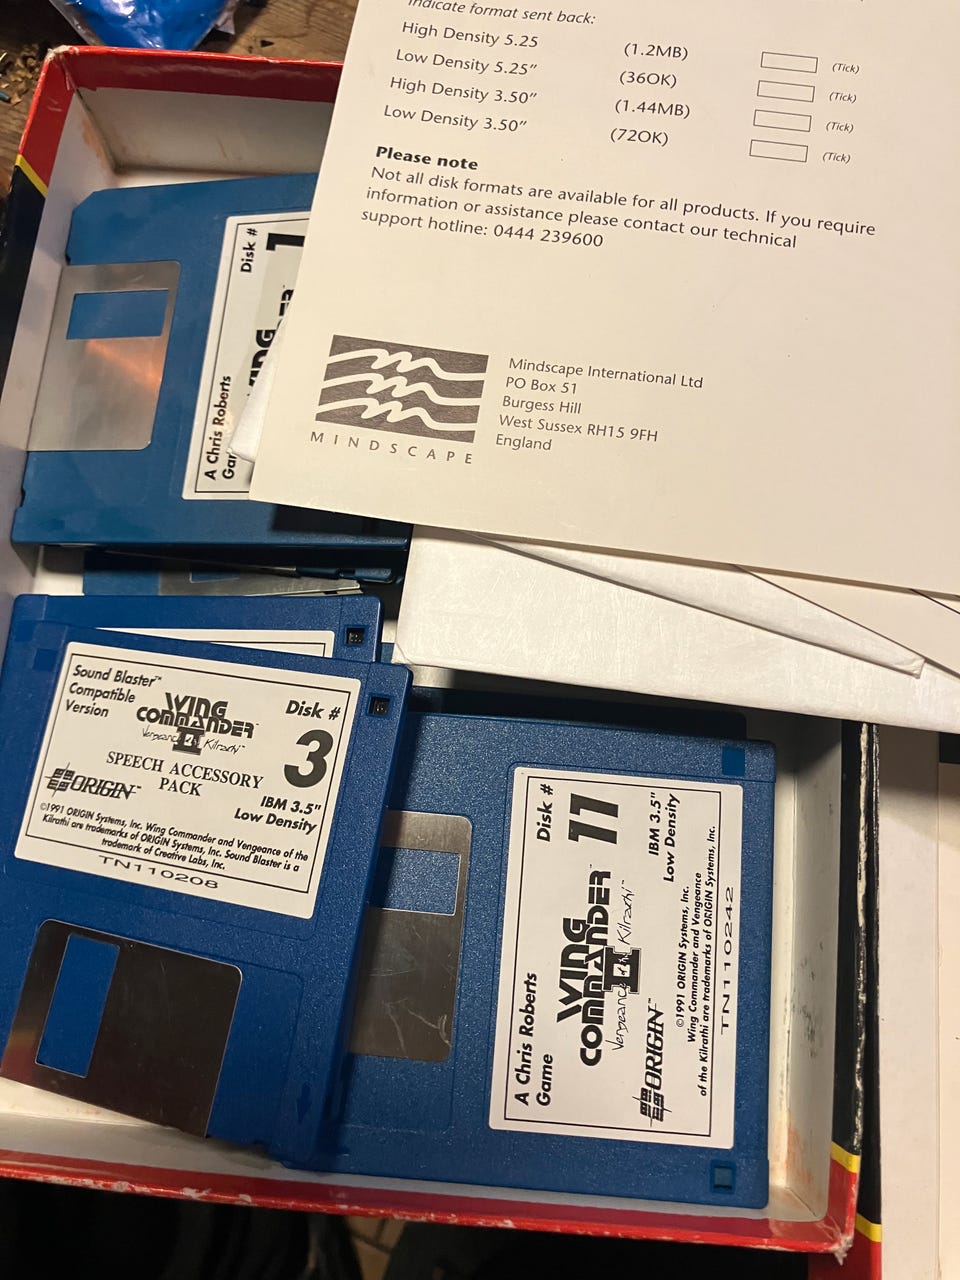 Indicate format sent back:
High Density 5.25 (1.2MB) (Tick)
Low Density 5.25" (360K) (Tick)
High Density 3.50" (1.44MB) (Tick)
Low Density 3.50" (720K) (Tick)
Please note
Not all disk formats are available for all products. If you require
information or assistance please contact our technical
support hotline: 0444 239600
MINDSCAPE
Mindscape International Ltd
PO Box 51
Burgess Hill
West Sussex RH15 9FH
England
Disk #
1
A Chris Roberts
Sound Blaster™
Compatible
Version
WING
COMMANDER™
II
Vengeance of the Kilrathi™
Disk #
3
SPEECH ACCESSORY
PACK
ORIGIN™
IBM 3.5"
Low Density
©1991 ORIGIN Systems, Inc. Wing Commander and Vengeance of the
Kilrathi are trademarks of ORIGIN Systems, Inc. Sound Blaster is a
trademark of Creative Labs, Inc.
TN110208
A Chris Roberts
Game
WING
COMMANDER™
II
Vengeance of the Kilrathi™
Disk #
11
ORIGIN™
IBM 3.5"
Low Density
©1991 ORIGIN Systems, Inc.
Wing Commander and Vengeance
of the Kilrathi are trademarks of ORIGIN Systems, Inc.
TN110242